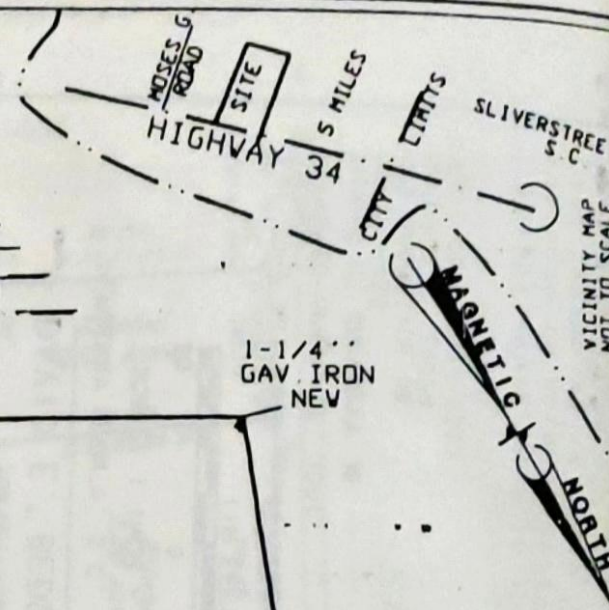 MOSES G.
ROAD
SITE
HIGHWAY 34
5 MILES
CITY LIMITS
SLIVERSTREE
S.C
VICINITY MAP
NOT TO SCALE
1-1/4''
GAV. IRON
NEW
MAGNETIC
NORTH